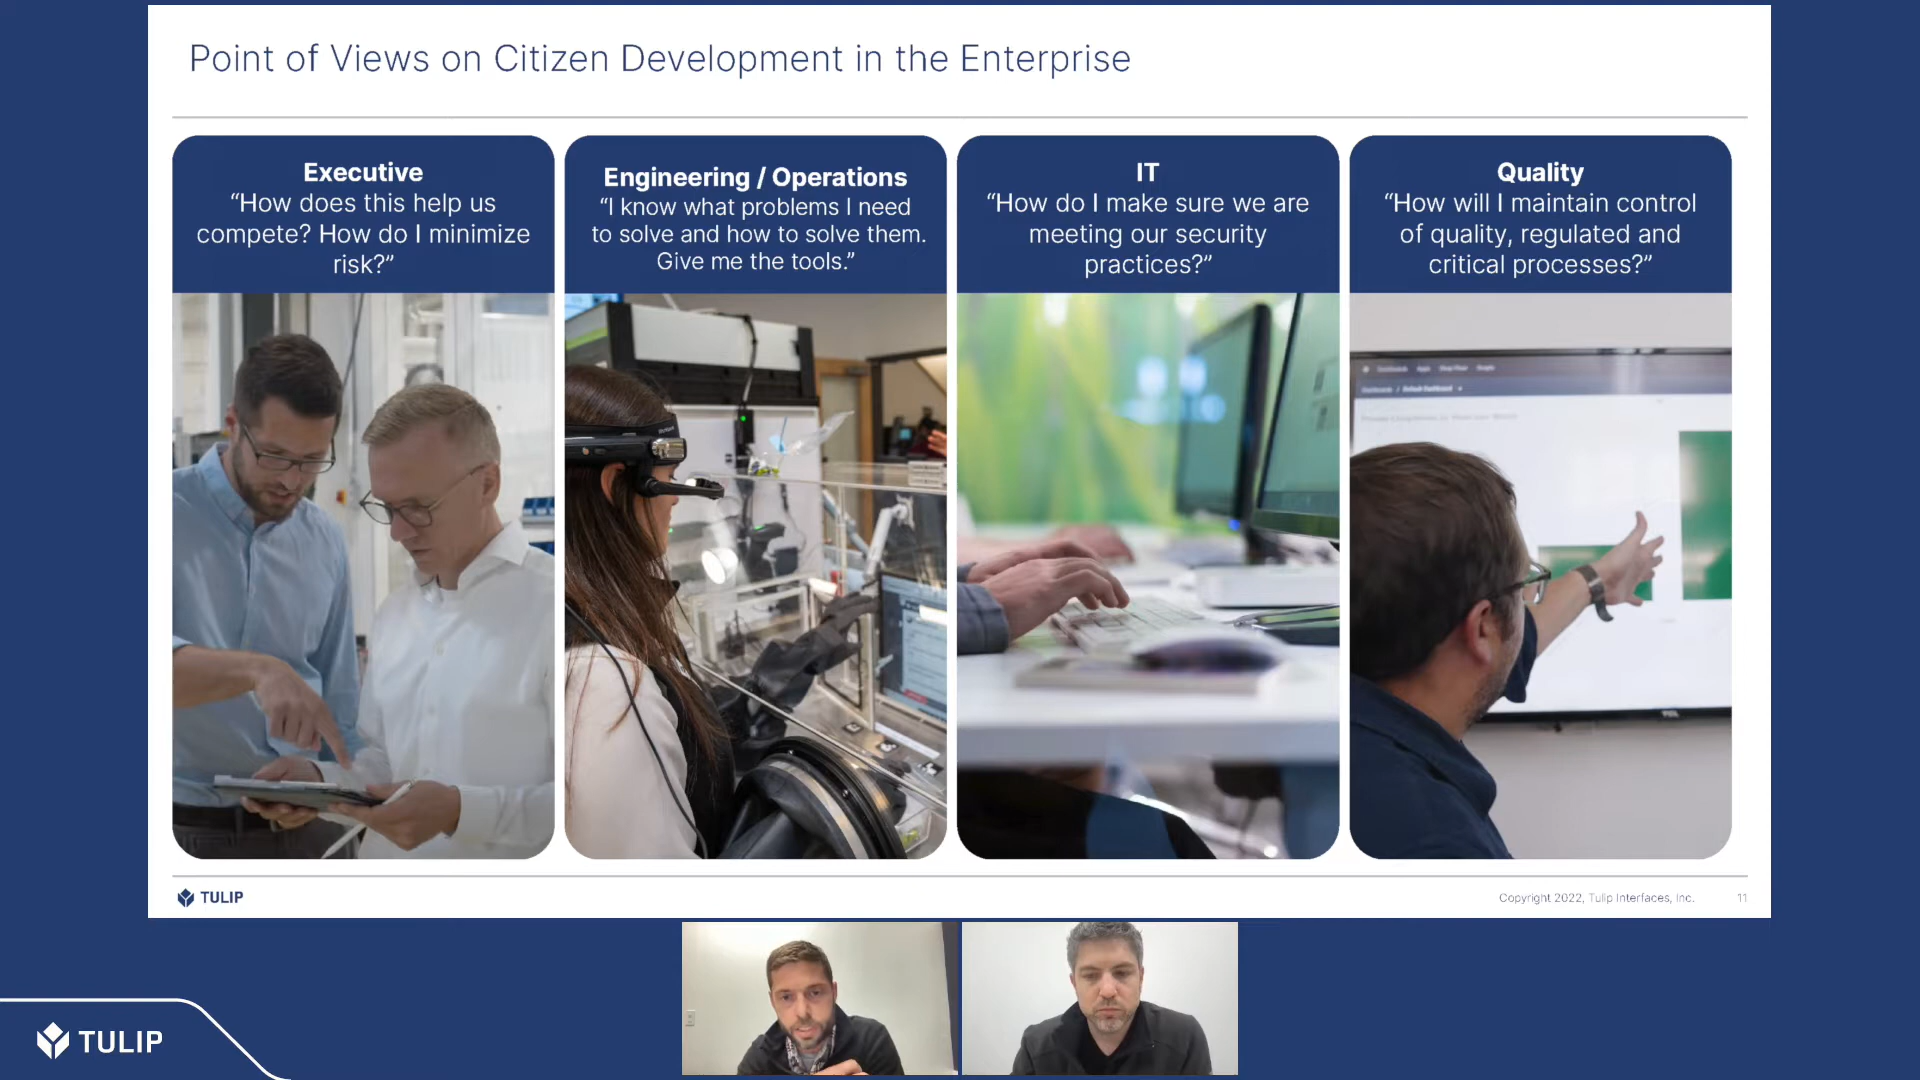 Point of Views on Citizen Development in the Enterprise
Executive
“How does this help us
compete? How do I minimize
risk?”
Engineering / Operations
“I know what problems I need
to solve and how to solve them.
Give me the tools.”
IT
“How do I make sure we are
meeting our security
practices?”
Quality
“How will I maintain control
of quality, regulated and
critical processes?”
TULIP
Copyright 2022, Tulip Interfaces, Inc.
11
TULIP